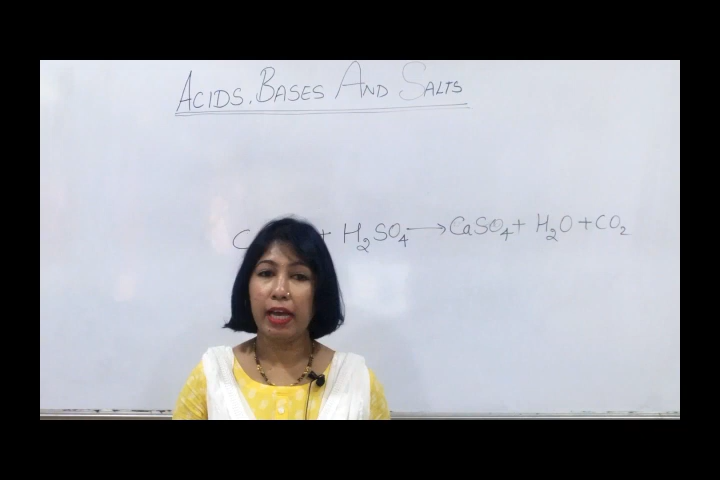 ACIDS, BASES AND SALTS
C + H₂SO₄ → CaSO₄ + H₂O + CO₂